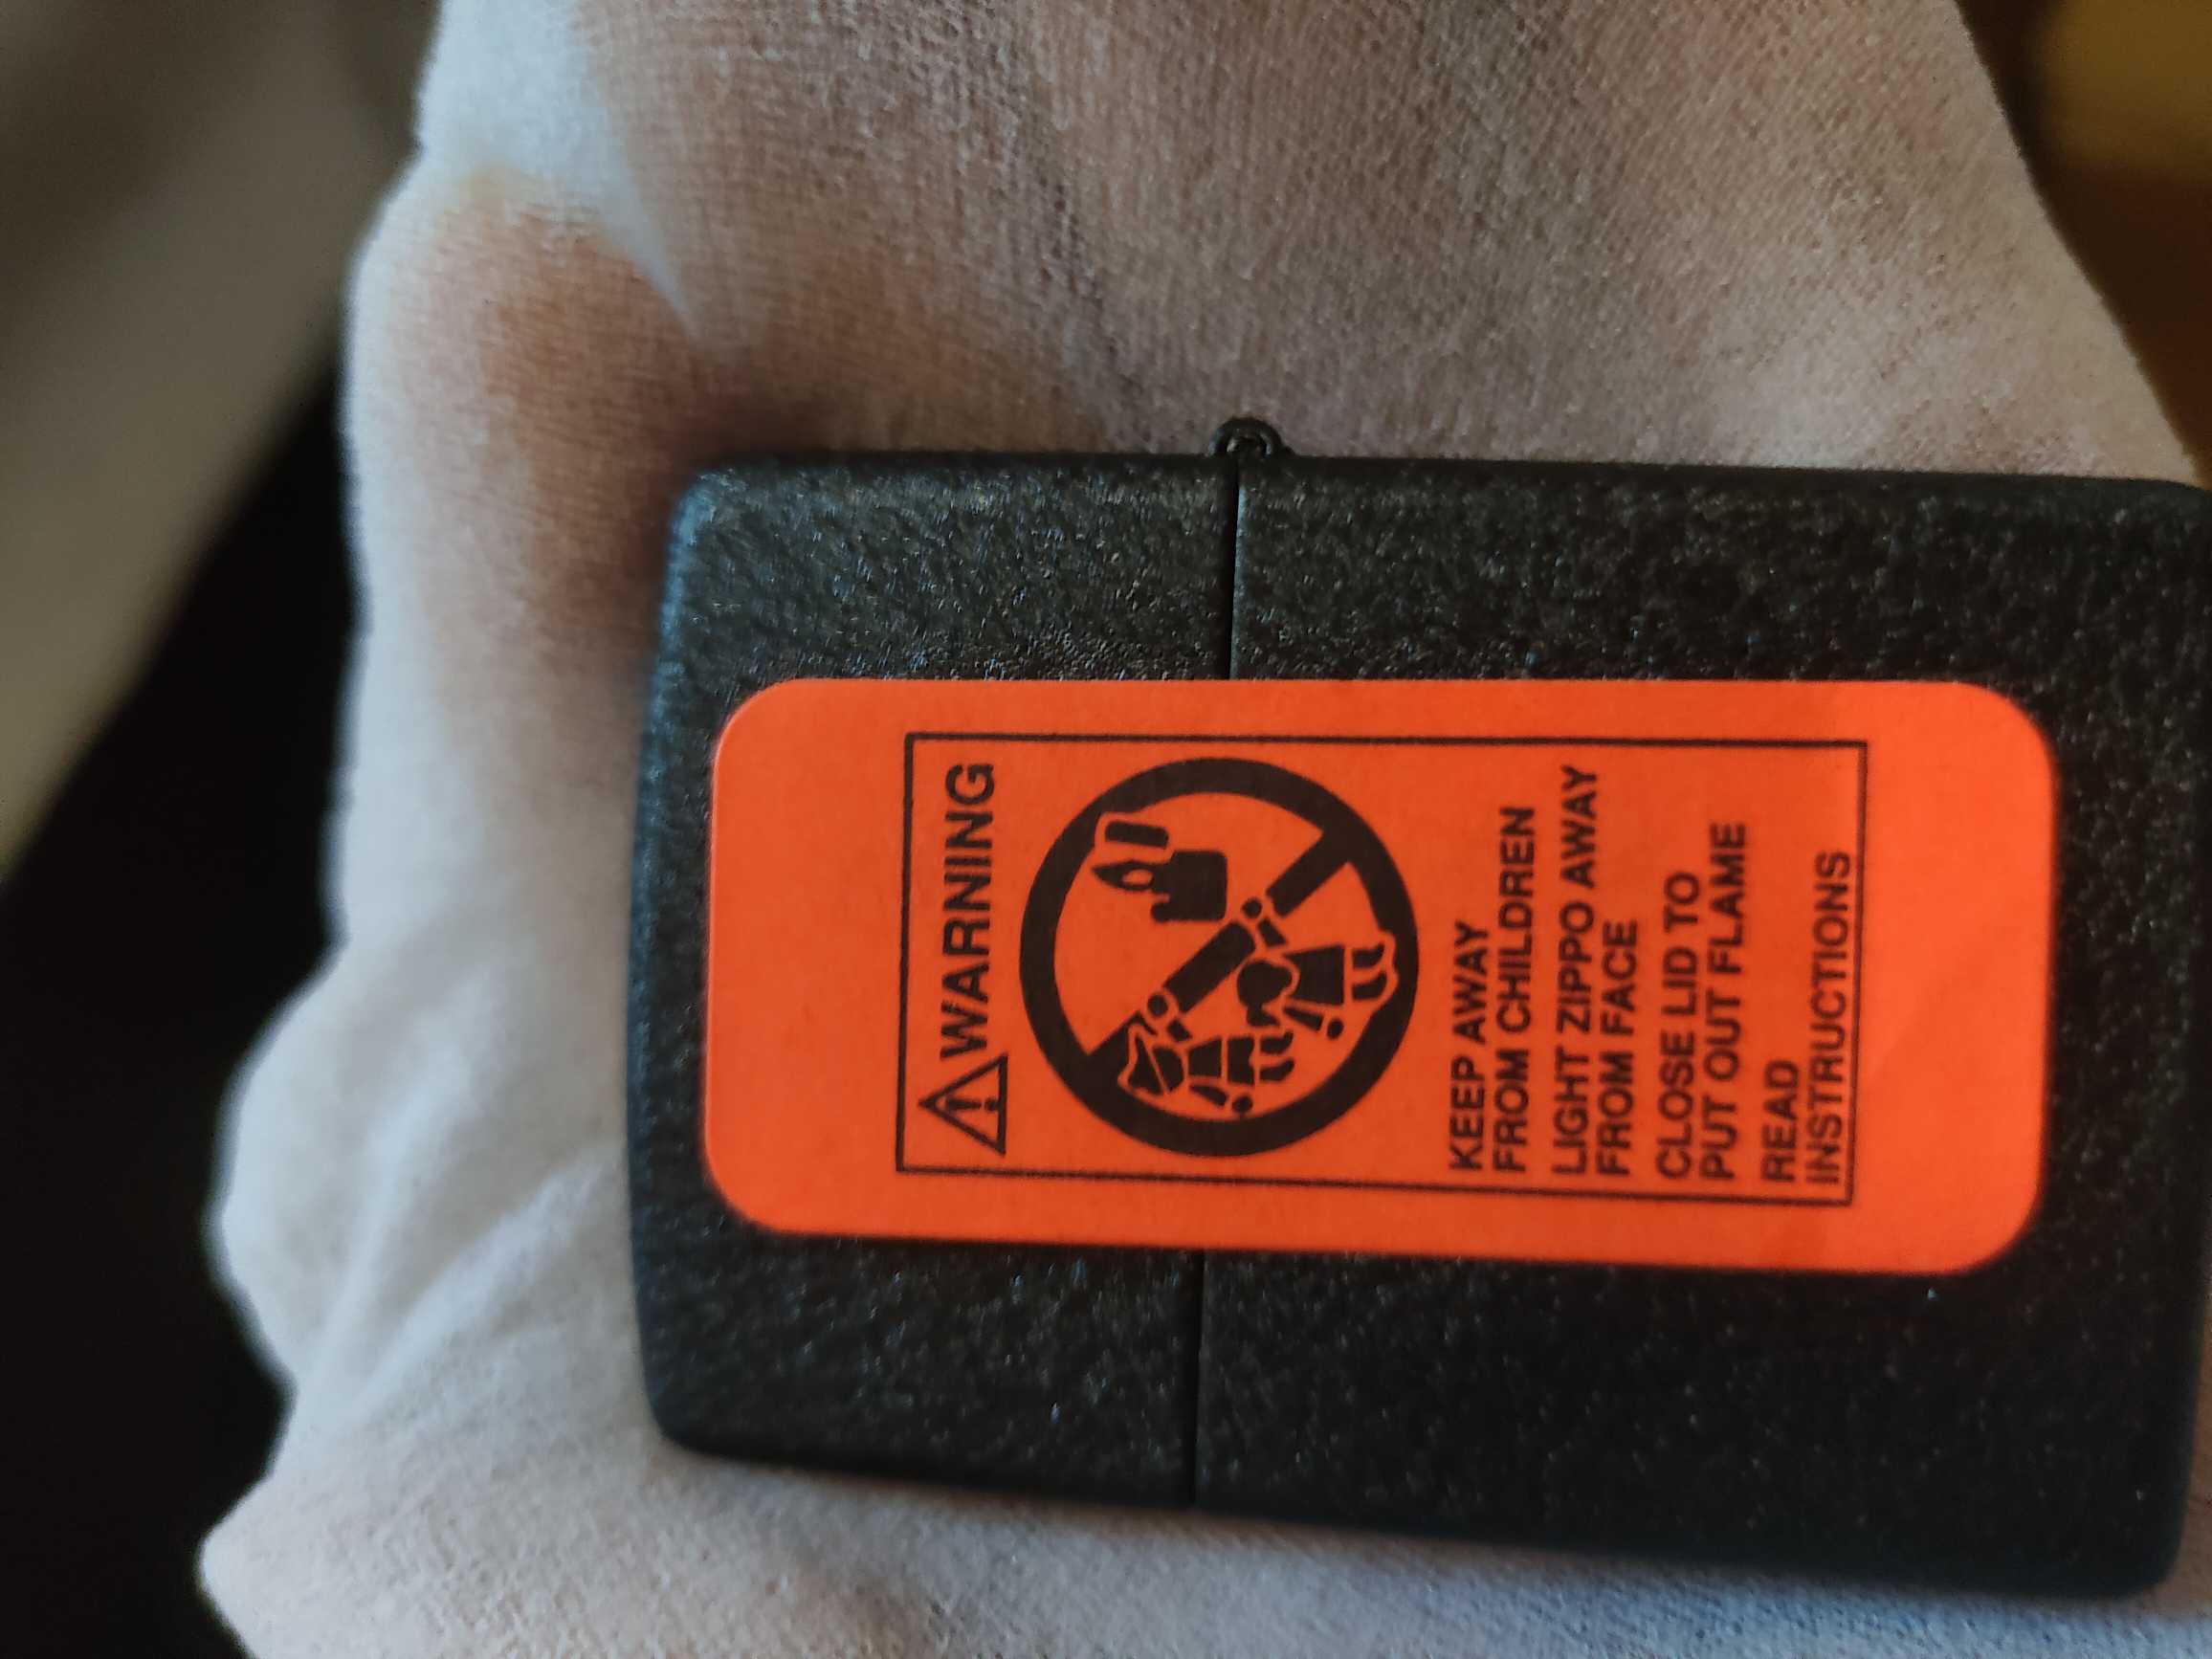 WARNING
KEEP AWAY
FROM CHILDREN
LIGHT ZIPPO AWAY
FROM FACE
CLOSE LID TO
PUT OUT FLAME
READ
INSTRUCTIONS